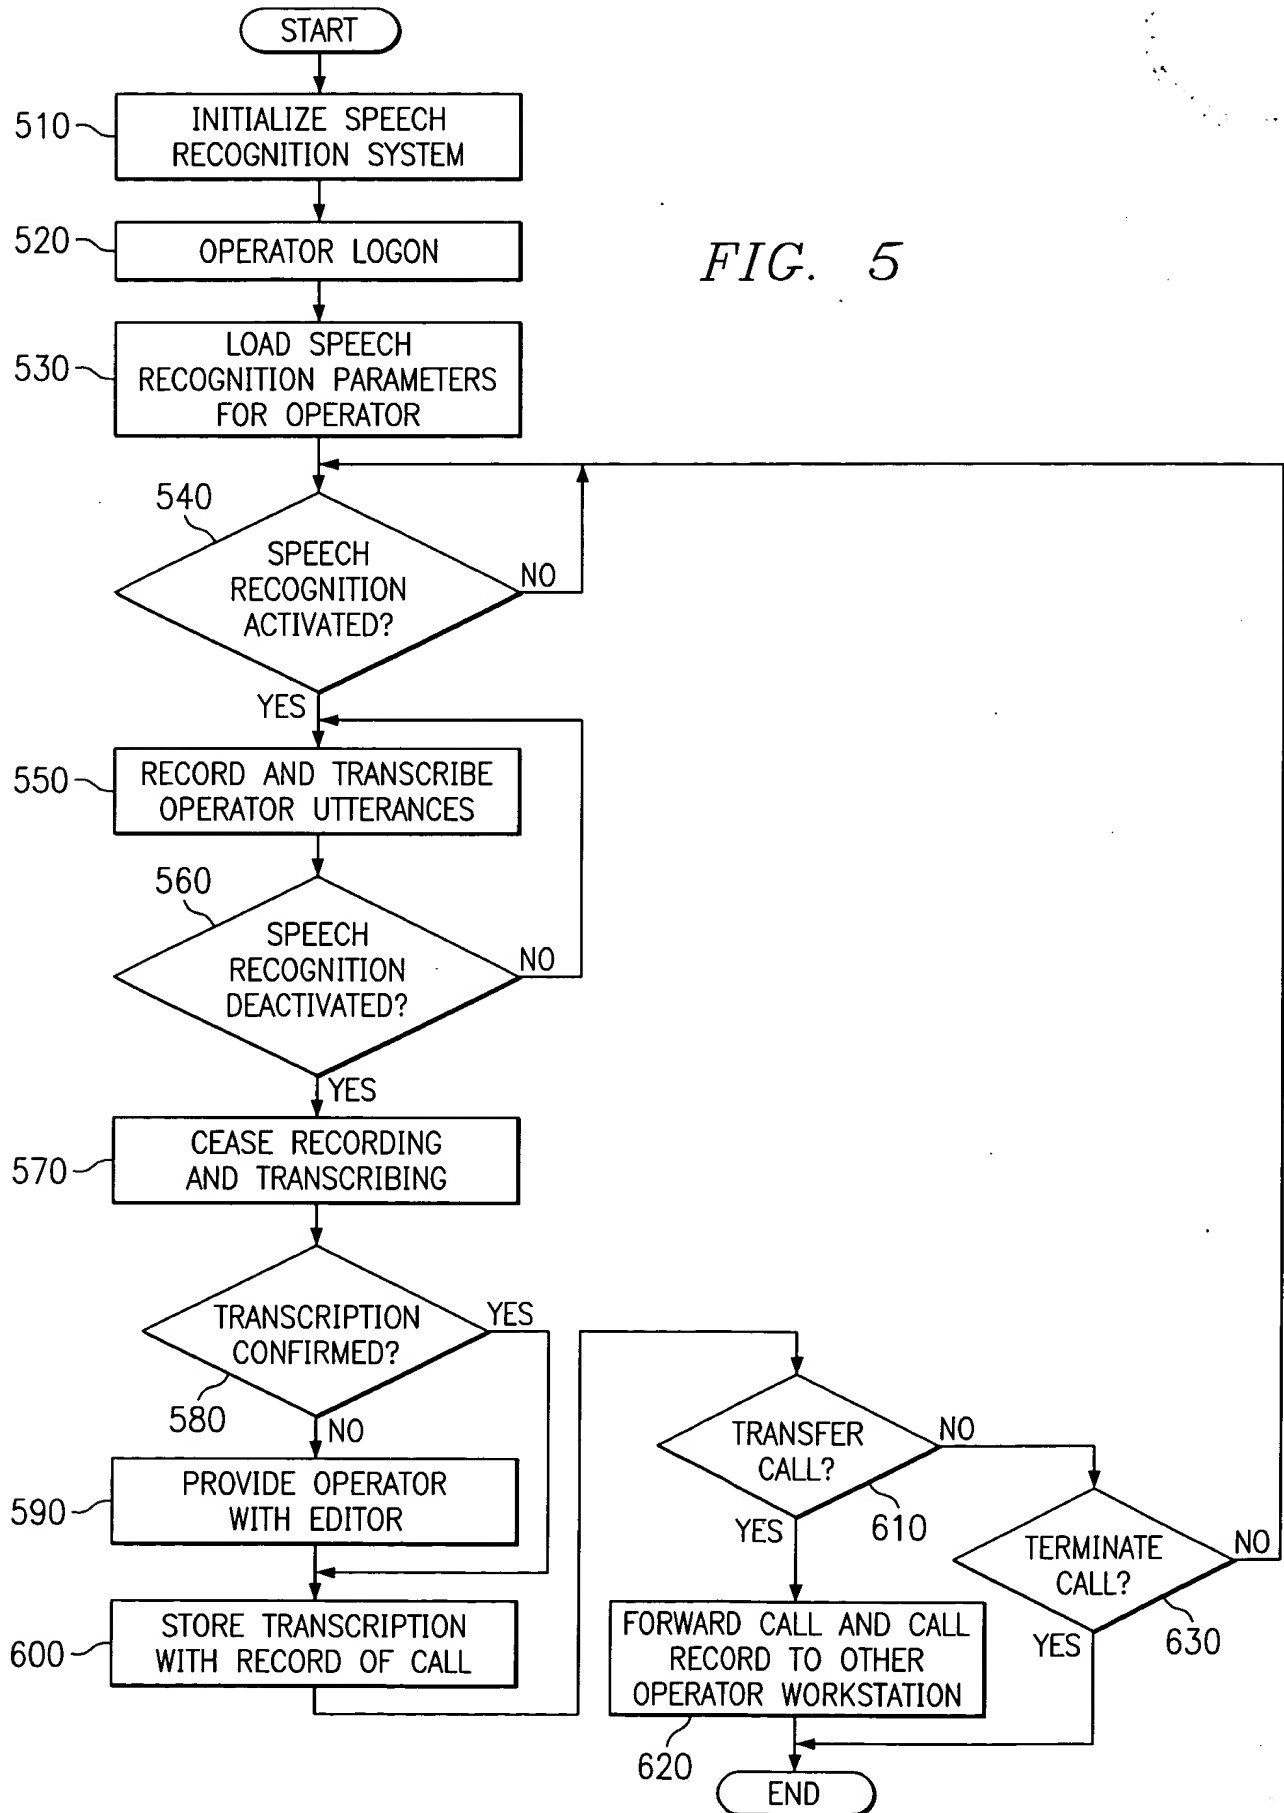 START
510
INITIALIZE SPEECH
RECOGNITION SYSTEM
520
OPERATOR LOGON
FIG. 5
530
LOAD SPEECH
RECOGNITION PARAMETERS
FOR OPERATOR
540
SPEECH
RECOGNITION
ACTIVATED?
NO
YES
550
RECORD AND TRANSCRIBE
OPERATOR UTTERANCES
560
SPEECH
RECOGNITION
DEACTIVATED?
NO
YES
570
CEASE RECORDING
AND TRANSCRIBING
TRANSCRIPTION
CONFIRMED?
YES
580
NO
590
PROVIDE OPERATOR
WITH EDITOR
600
STORE TRANSCRIPTION
WITH RECORD OF CALL
TRANSFER
CALL?
NO
610
YES
TERMINATE
CALL?
NO
630
YES
FORWARD CALL AND CALL
RECORD TO OTHER
OPERATOR WORKSTATION
620
END